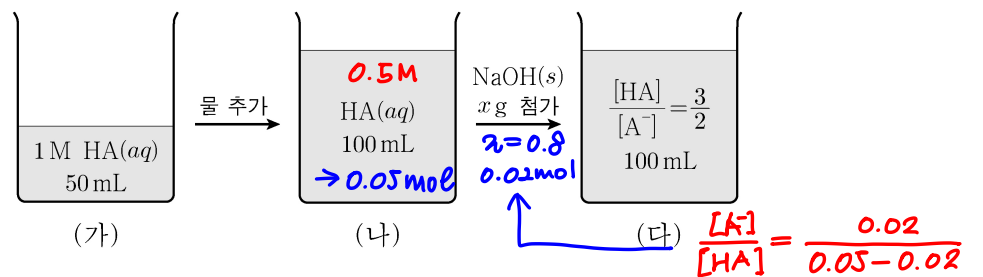 1 M HA(aq)
50 mL
(가)
물 추가
0.5M
HA(aq)
100 mL
→ 0.05mol
(나)
NaOH(s)
x g 첨가
x=0.8
0.02mol
[HA]/[A⁻] = 3/2
100 mL
(다)
[A⁻]/[HA] = 0.02/0.05-0.02